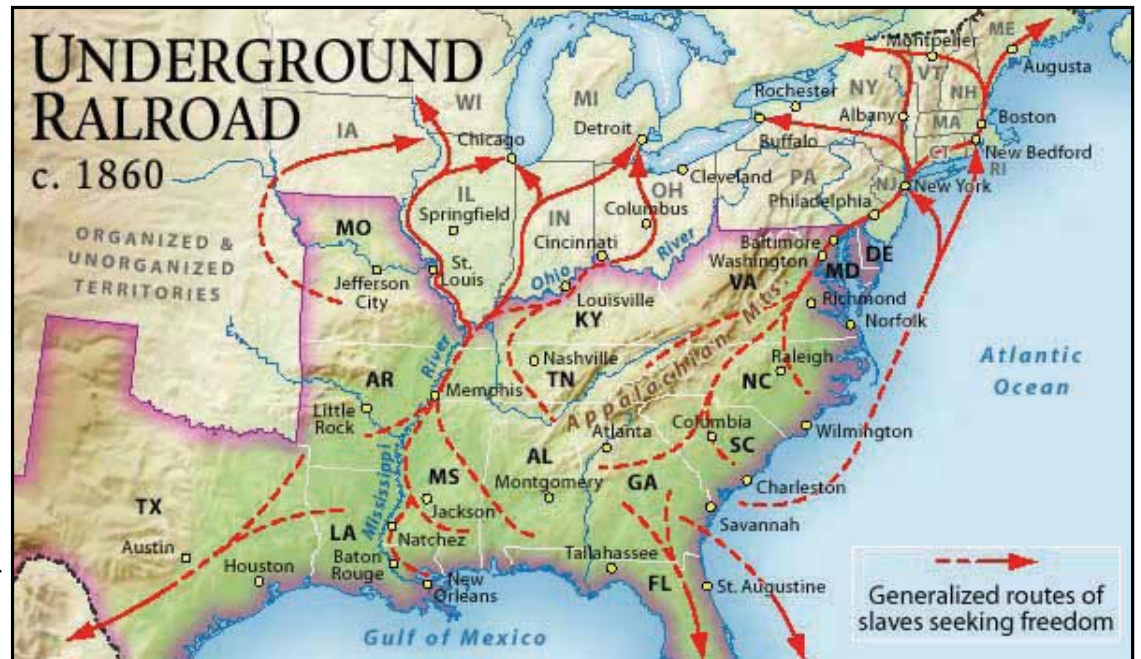 UNDERGROUND
RALROAD
c. 1860
ORGANIZED &
UNORGANIZED
TERRITORIES
IA
WI
MI
NY
VT
NH
ME
MA
CT
RI
NJ
PA
OH
IN
IL
MO
KY
VA
MD
DE
TN
NC
SC
AR
MS
AL
GA
LA
TX
FL
Montpelier
Augusta
Rochester
Albany
Boston
Buffalo
New Bedford
New York
Chicago
Detroit
Cleveland
Philadelphia
Springfield
Columbus
Cincinnati
Baltimore
Washington
St.
Louis
Jefferson
City
Louisville
Richmond
Norfolk
Nashville
Raleigh
Memphis
Little
Rock
Atlanta
Columbia
Wilmington
Montgomery
Charleston
Jackson
Savannah
Natchez
Austin
Houston
Baton
Rouge
New
Orleans
Tallahassee
St. Augustine
Ohio
River
Mississippi
River
Appalachian Mts.
Atlantic
Ocean
Gulf of Mexico
Generalized routes of
slaves seeking freedom